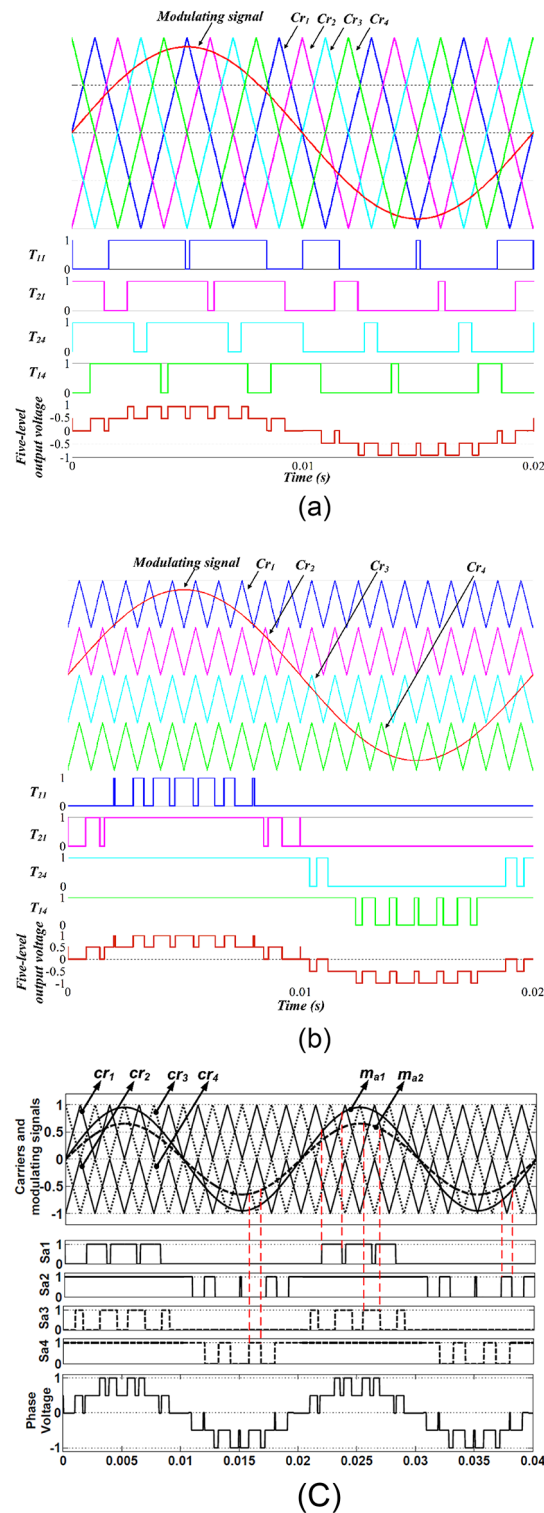 Modulating signal Cr1 Cr2 Cr3 Cr4
T11 1 0
T21 1 0
T24 1 0
T14 1 0
Five-level output voltage
1
-0.5
0
-0.5
-1
0 0.01 0.02
Time (s)
(a)
Modulating signal Cr1 Cr2 Cr3 Cr4
T11 1 0
T21 1 0
T24 1 0
T14 1 0
Five-level output voltage
1
0.5
0
-0.5
-1
0 0.01 0.02
Time (s)
(b)
cr1 cr2 cr3 cr4 ma1 ma2
Carriers and modulating signals
1
0.5
0
-0.5
-1
Sa1 1 0
Sa2 1 0
Sa3 1 0
Sa4 1 0
Phase Voltage
1
0
-1
0 0.005 0.01 0.015 0.02 0.025 0.03 0.035 0.04
(C)